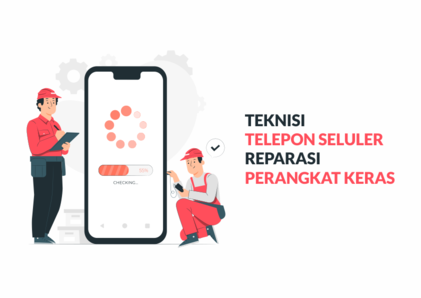 TEKNISI
TELEPON SELULER
REPARASI
PERANGKAT KERAS
CHECKING...